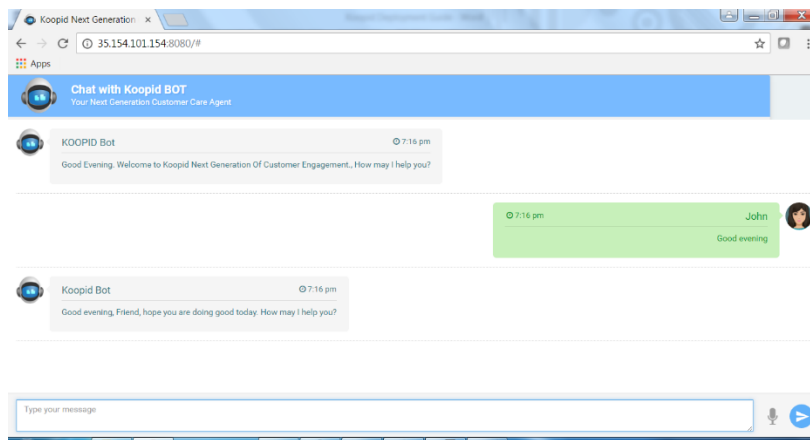 Koopid Next Generation
35.154.101.154:8080/#
Apps
Chat with Koopid BOT
Your Next Generation Customer Care Agent
KOOPID Bot 7:16 pm
Good Evening. Welcome to Koopid Next Generation Of Customer Engagement., How may I help you?
7:16 pm John
Good evening
Koopid Bot 7:16 pm
Good evening, Friend, hope you are doing good today. How may I help you?
Type your message